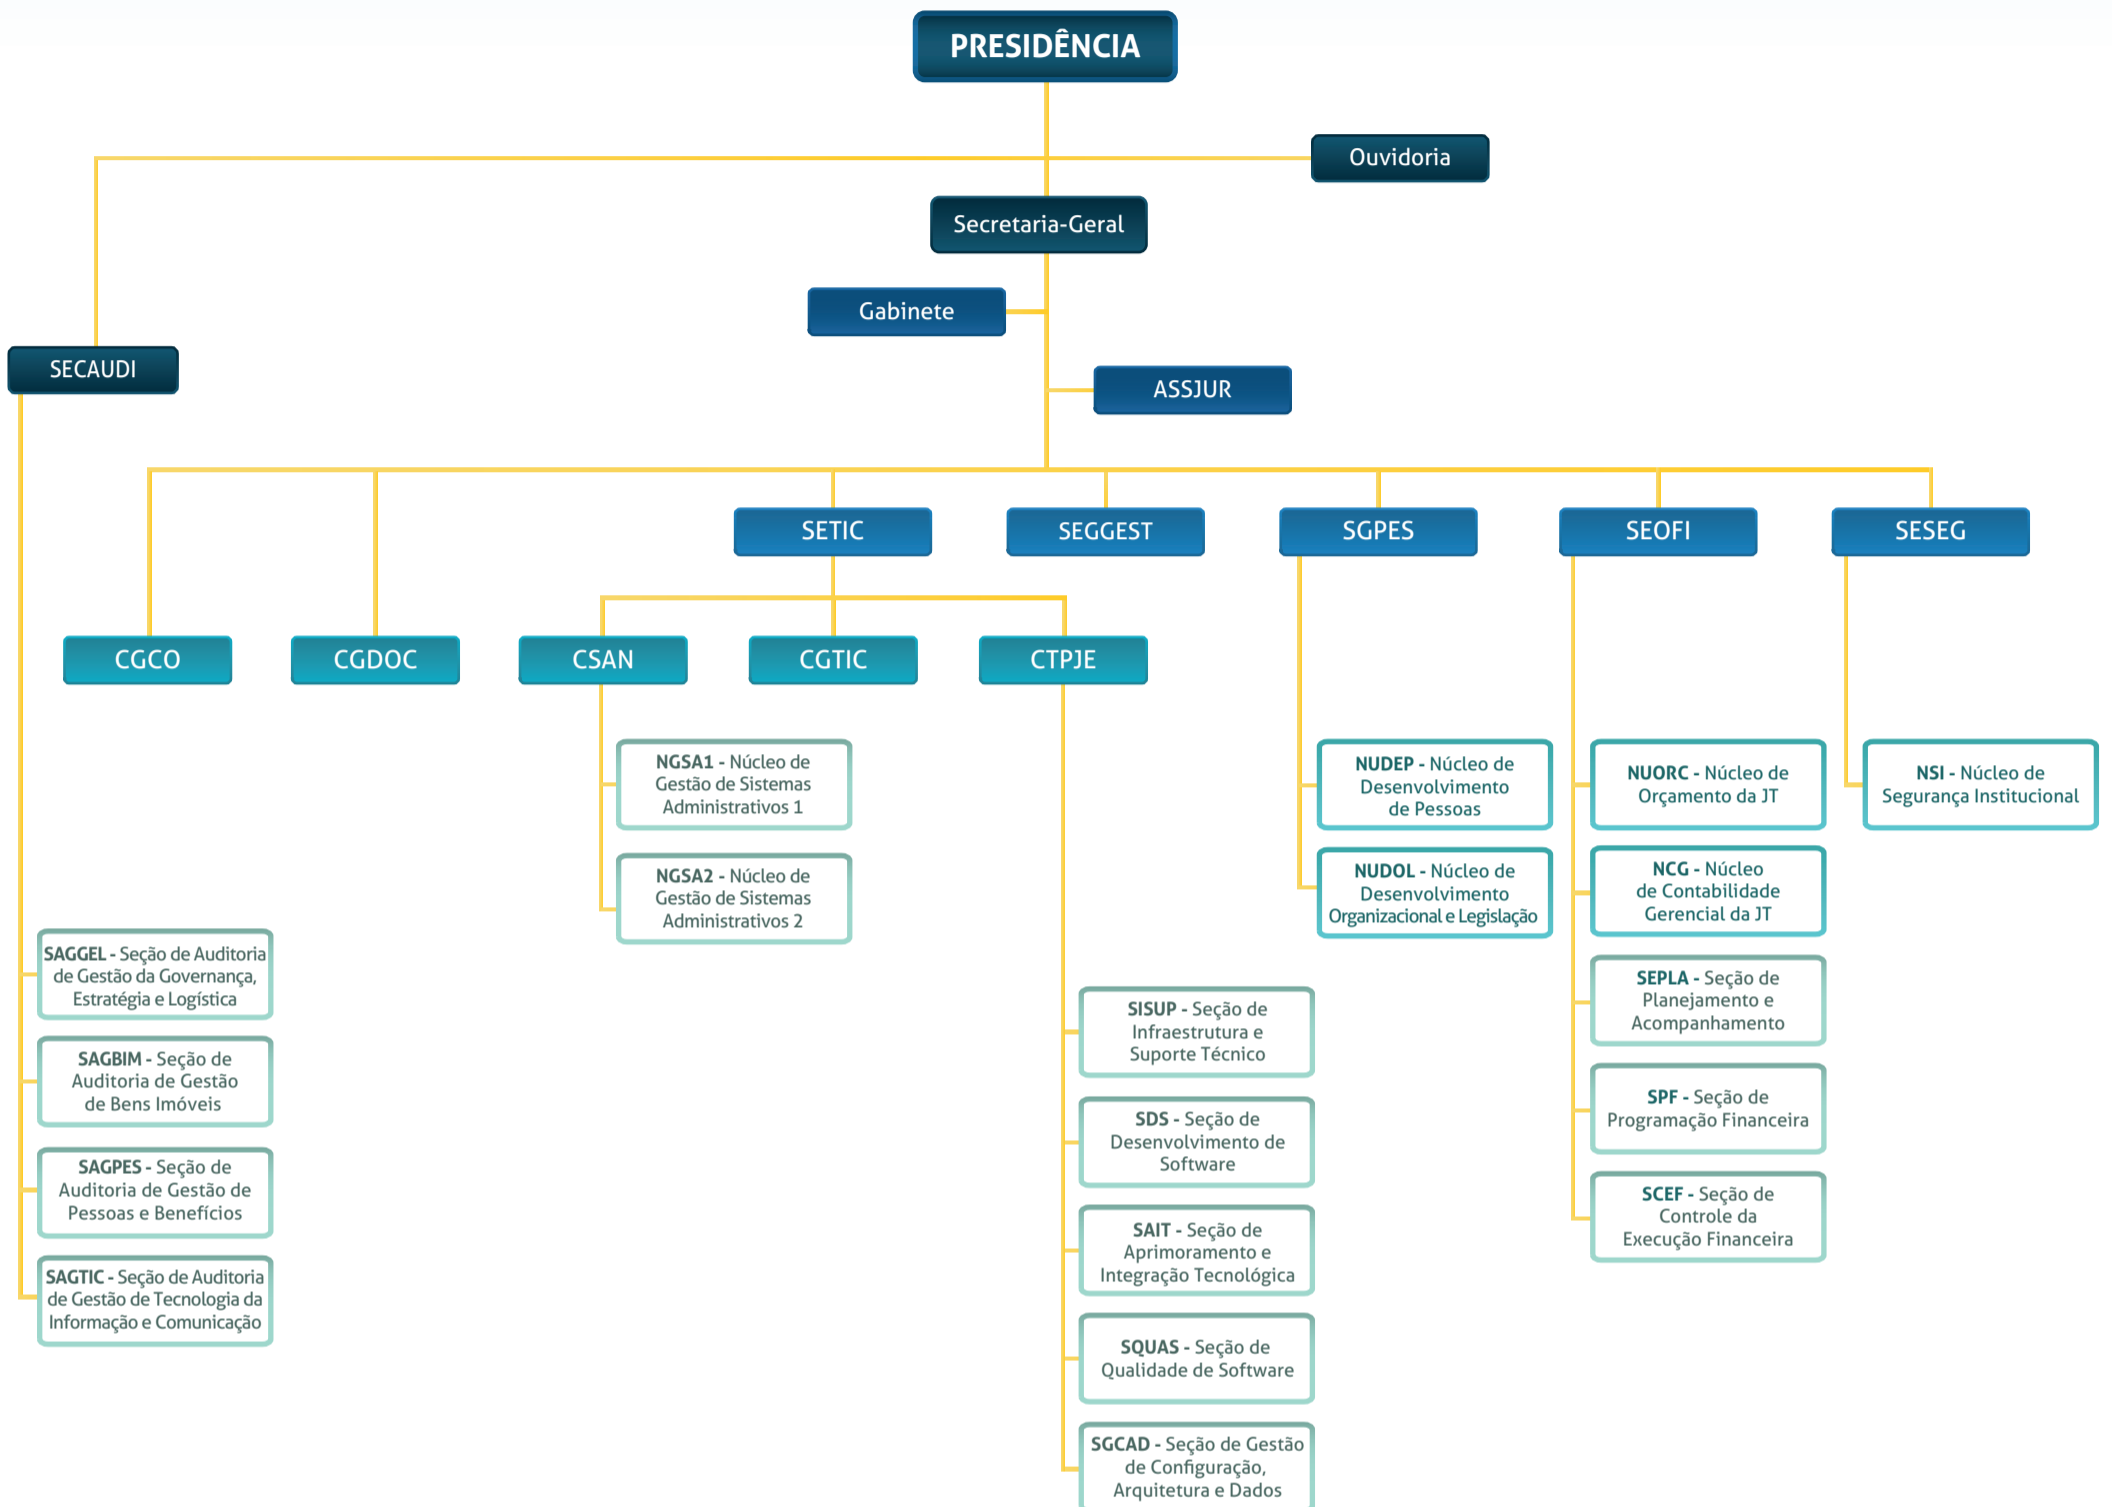 PRESIDÊNCIA
Ouvidoria
Secretaria-Geral
Gabinete
SECAUDI
ASSJUR
SETIC
SEGGEST
SGPES
SEOFI
SESEG
CGCO
CGDOC
CSAN
CGTIC
CTPJE
NGSA1 - Núcleo de
Gestão de Sistemas
Administrativos 1
NGSA2 - Núcleo de
Gestão de Sistemas
Administrativos 2
NUDEP - Núcleo de
Desenvolvimento
de Pessoas
NUDOL - Núcleo de
Desenvolvimento
Organizacional e Legislação
NUORC - Núcleo de
Orçamento da JT
NCG - Núcleo
de Contabilidade
Gerencial da JT
SEPLA - Seção de
Planejamento e
Acompanhamento
SPF - Seção de
Programação Financeira
SCEF - Seção de
Controle da
Execução Financeira
NSI - Núcleo de
Segurança Institucional
SAGGEL - Seção de Auditoria
de Gestão da Governança,
Estratégia e Logística
SAGBIM - Seção de
Auditoria de Gestão
de Bens Imóveis
SAGPES - Seção de
Auditoria de Gestão de
Pessoas e Benefícios
SAGTIC - Seção de Auditoria
de Gestão de Tecnologia da
Informação e Comunicação
SISUP - Seção de
Infraestrutura e
Suporte Técnico
SDS - Seção de
Desenvolvimento de
Software
SAIT - Seção de
Aprimoramento e
Integração Tecnológica
SQUAS - Seção de
Qualidade de Software
SGCAD - Seção de Gestão
de Configuração,
Arquitetura e Dados